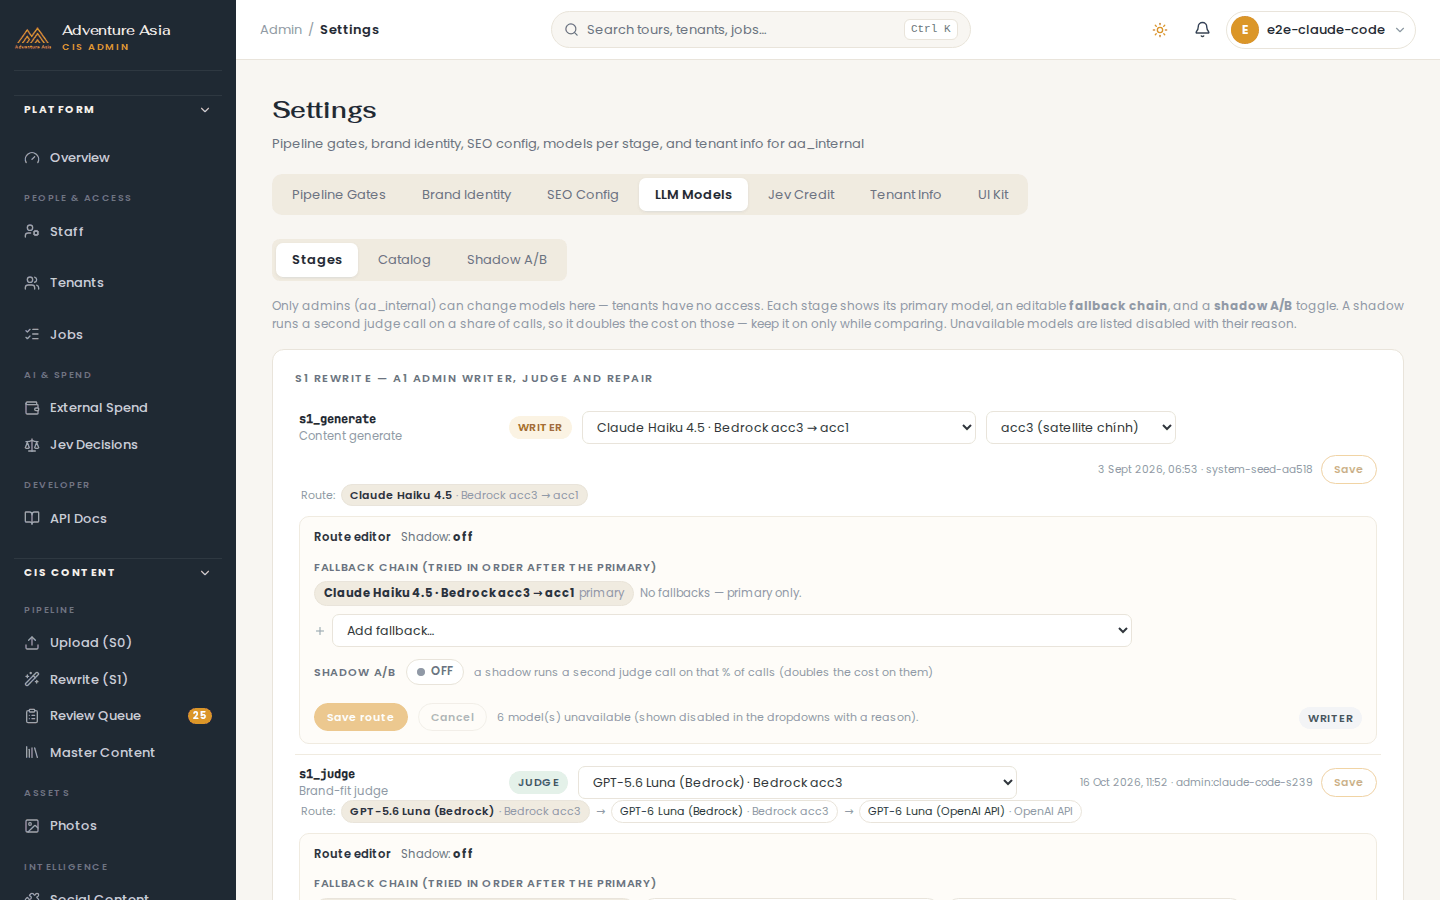 Adventure Asia
CIS ADMIN
Adventure Asia
PLATFORM
Overview
PEOPLE & ACCESS
Staff
Tenants
Jobs
AI & SPEND
External Spend
Jev Decisions
DEVELOPER
API Docs
CIS CONTENT
PIPELINE
Upload (S0)
Rewrite (S1)
Review Queue 25
Master Content
ASSETS
Photos
INTELLIGENCE
Social Content
Admin / Settings
Search tours, tenants, jobs... Ctrl K
E e2e-claude-code
Settings
Pipeline gates, brand identity, SEO config, models per stage, and tenant info for aa_internal
Pipeline Gates Brand Identity SEO Config LLM Models Jev Credit Tenant Info UI Kit
Stages Catalog Shadow A/B
Only admins (aa_internal) can change models here — tenants have no access. Each stage shows its primary model, an editable fallback chain, and a shadow A/B toggle. A shadow
runs a second judge call on a share of calls, so it doubles the cost on those — keep it on only while comparing. Unavailable models are listed disabled with their reason.
S1 REWRITE — A1 ADMIN WRITER, JUDGE AND REPAIR
s1_generate
Content generate
WRITER Claude Haiku 4.5 · Bedrock acc3 → acc1 acc3 (satellite chính)
3 Sept 2026, 06:53 · system-seed-aa518 Save
Route: Claude Haiku 4.5 · Bedrock acc3 → acc1
Route editor Shadow: off
FALLBACK CHAIN (TRIED IN ORDER AFTER THE PRIMARY)
Claude Haiku 4.5 · Bedrock acc3 → acc1 primary No fallbacks — primary only.
+ Add fallback...
SHADOW A/B OFF a shadow runs a second judge call on that % of calls (doubles the cost on them)
Save route Cancel 6 model(s) unavailable (shown disabled in the dropdowns with a reason). WRITER
s1_judge
Brand-fit judge
JUDGE GPT-5.6 Luna (Bedrock) · Bedrock acc3 16 Oct 2026, 11:52 · admin:claude-code-s239 Save
Route: GPT-5.6 Luna (Bedrock) · Bedrock acc3 → GPT-6 Luna (Bedrock) · Bedrock acc3 → GPT-6 Luna (OpenAI API) · OpenAI API
Route editor Shadow: off
FALLBACK CHAIN (TRIED IN ORDER AFTER THE PRIMARY)